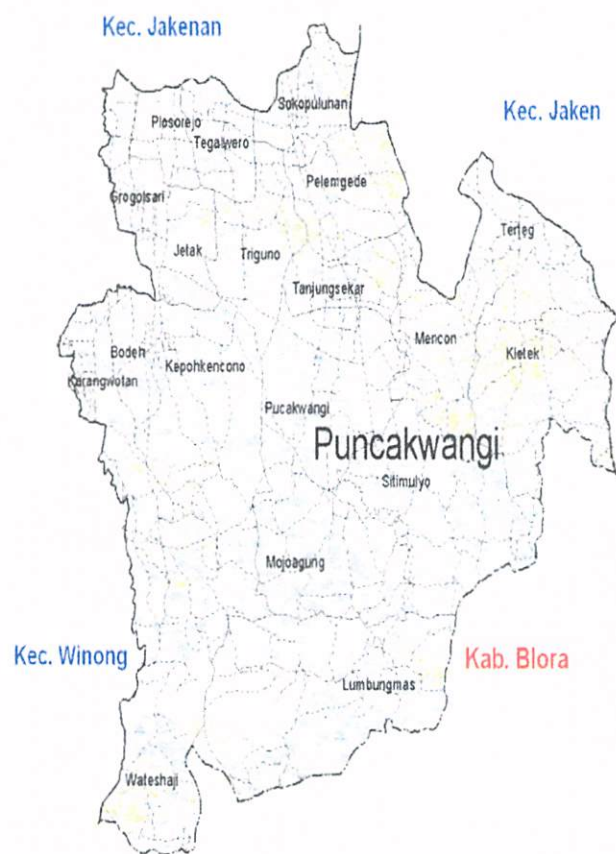 Kec. Jakenan
Sokopuluhan
Kec. Jaken
Plosorejo
Tegalwero
Pelemgede
Grogolsari
Terteg
Jetak
Triguno
Tanjungsekar
Mencon
Kletek
Bodeh
Kepohkencono
Karangwotan
Pucakwangi
Puncakwangi
Sitimulyo
Mojoagung
Kec. Winong
Kab. Blora
Lumbungmas
Wateshaji